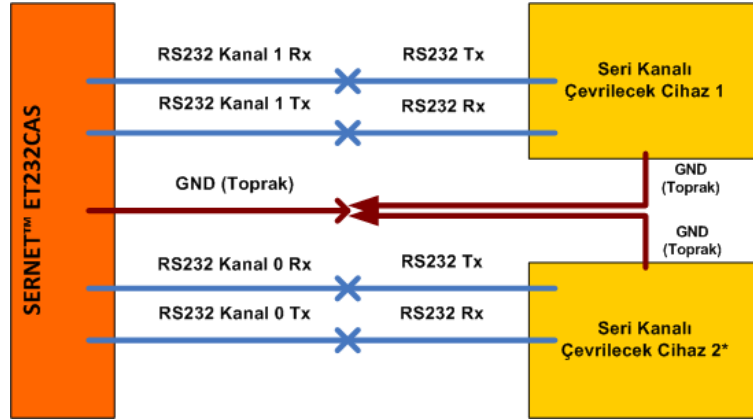 SERNET™ ET232CAS
RS232 Kanal 1 Rx
RS232 Tx
RS232 Kanal 1 Tx
RS232 Rx
Seri Kanalı
Çevrilecek Cihaz 1
GND (Toprak)
GND
(Toprak)
GND
(Toprak)
RS232 Kanal 0 Rx
RS232 Tx
RS232 Kanal 0 Tx
RS232 Rx
Seri Kanalı
Çevrilecek Cihaz 2*